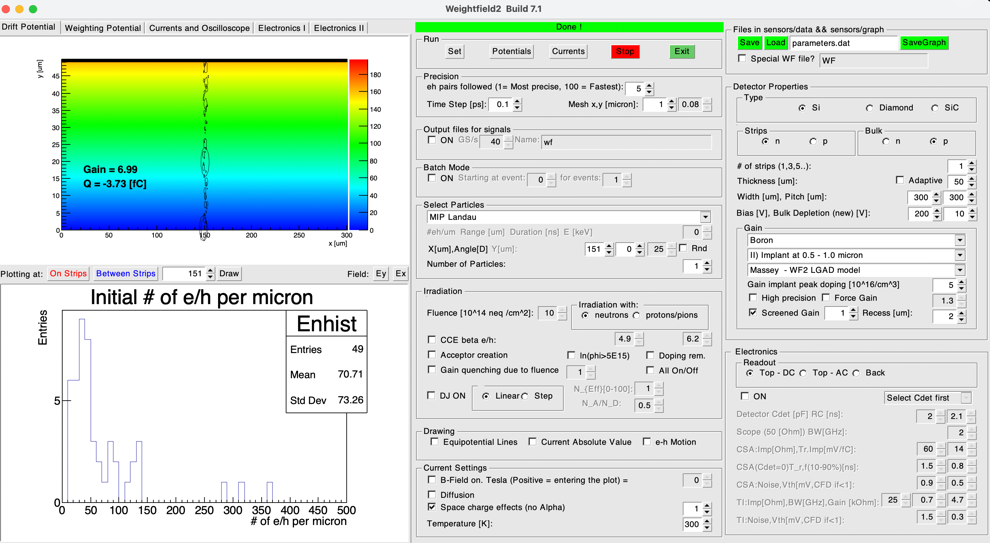 Weightfield2 Build 7.1
Drift Potential Weighting Potential Currents and Oscilloscope Electronics I Electronics II
y [um]
45
40
35
30
25
20
15
10
5
0
Gain = 6.99
Q = -3.73 [fC]
0 50 100 150 200 250 300
x [um]
180
160
140
120
100
80
60
40
20
0
Plotting at: On Strips Between Strips 151 Draw Field: Ey Ex
Initial # of e/h per micron
Entries
5
0
0 50 100 150 200 250 300 350 400 450 500
# of e/h per micron
Enhist
Entries 49
Mean 70.71
Std Dev 73.26
Done !
Run
Set Potentials Currents Stop Exit
Precision
eh pairs followed (1= Most precise, 100 = Fastest): 5
Time Step [ps]: 0.1 Mesh x,y [micron]: 1 0.08
Output files for signals
ON GS/s 40 Name: wf
Batch Mode
ON Starting at event: 0 for events: 1
Select Particles
MIP Landau
#eh/um Range [um] Duration [ns] E [keV] 0
X[um],Angle[D] Y[um]: 151 0 25 Rnd
Number of Particles: 1
Irradiation
Fluence [10^14 neq /cm^2]: 10
Irradiation with:
neutrons protons/pions
CCE beta e/h: 4.9 6.2
Acceptor creation ln(phi>5E15) Doping rem.
Gain quenching due to fluence 1 All On/Off
DJ ON Linear Step
N_{Eff}[0-100]: 1
N_A/N_D: 0.5
Drawing
Equipotential Lines Current Absolute Value e-h Motion
Current Settings
B-Field on. Tesla (Positive = entering the plot) = 0
Diffusion
Space charge effects (no Alpha) 1
Temperature [K]: 300
Files in sensors/data && sensors/graph
Save Load parameters.dat SaveGraph
Special WF file? WF
Detector Properties
Type
Si Diamond SiC
Strips
n p
Bulk
n p
# of strips (1,3,5..): 1
Thickness [um]: Adaptive 50
Width [um], Pitch [um]: 300 300
Bias [V], Bulk Depletion (new) [V]: 200 10
Gain
Boron
II) Implant at 0.5 - 1.0 micron
Massey - WF2 LGAD model
Gain implant peak doping [10^16/cm^3] 5
High precision Force Gain 1.3
Screened Gain 1 Recess [um]: 2
Electronics
Readout
Top - DC Top - AC Back
ON Select Cdet first
Detector Cdet [pF] RC [ns]: 2 2.1
Scope (50 [Ohm]) BW[GHz]: 2
CSA:Imp[Ohm],Tr.Imp[mV/fC]: 60 14
CSA(Cdet=0)T_r,f(10-90%)[ns]: 1.5 0.8
CSA:Noise,Vth[mV,CFD if<1]: 0.9 0.5
TI:Imp[Ohm],BW[GHz],Gain [kOhm]: 25 0.7 4.7
TI:Noise,Vth[mV,CFD if<1]: 1.5 0.3